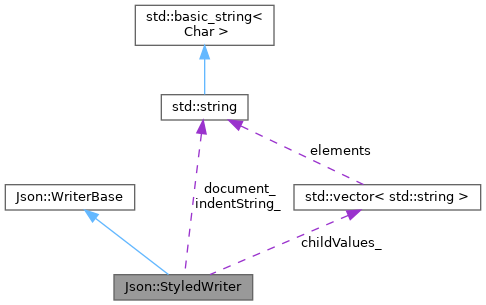 std::basic_string<
Char >
std::string
elements
document_
indentString_
Json::WriterBase
std::vector< std::string >
childValues_
Json::StyledWriter